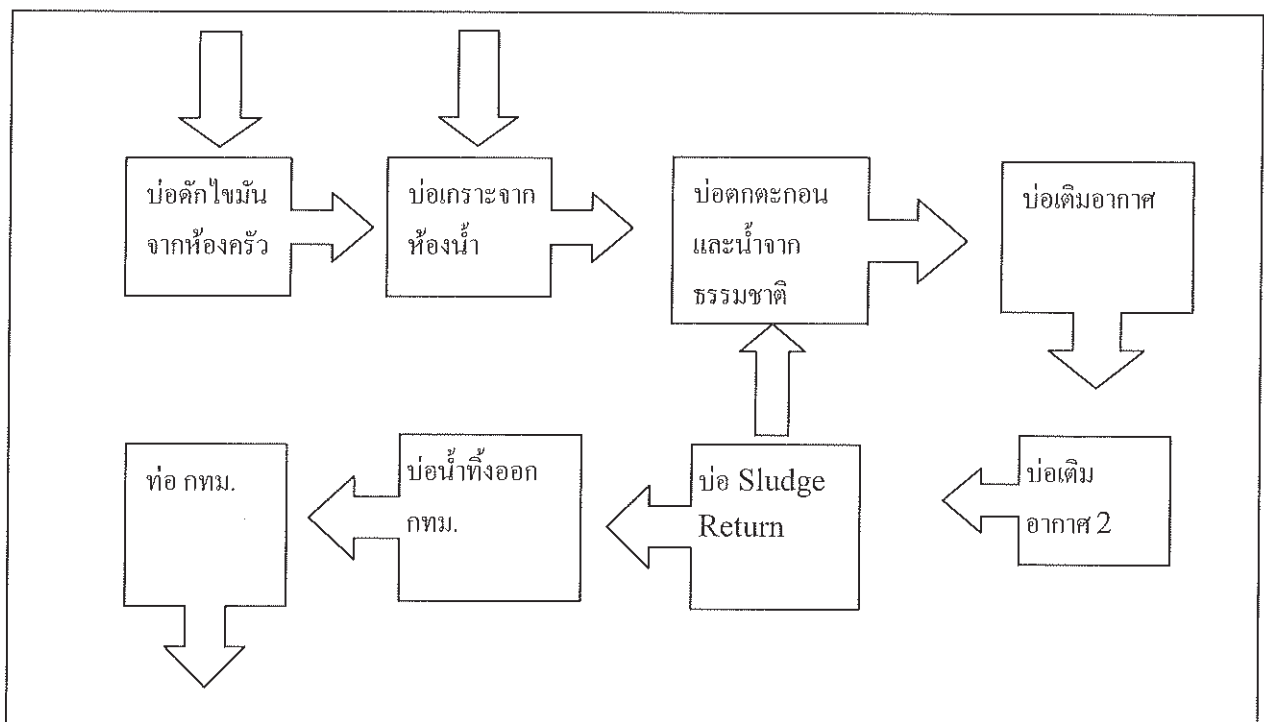 บ่อดักไขมัน
จากห้องครัว
บ่อเกราะจาก
ห้องน้ำ
บ่อตกตะกอน
และน้ำจาก
ธรรมชาติ
บ่อเติมอากาศ
ท่อ กทม.
บ่อน้ำทิ้งออก
กทม.
บ่อ Sludge
Return
บ่อเติม
อากาศ 2